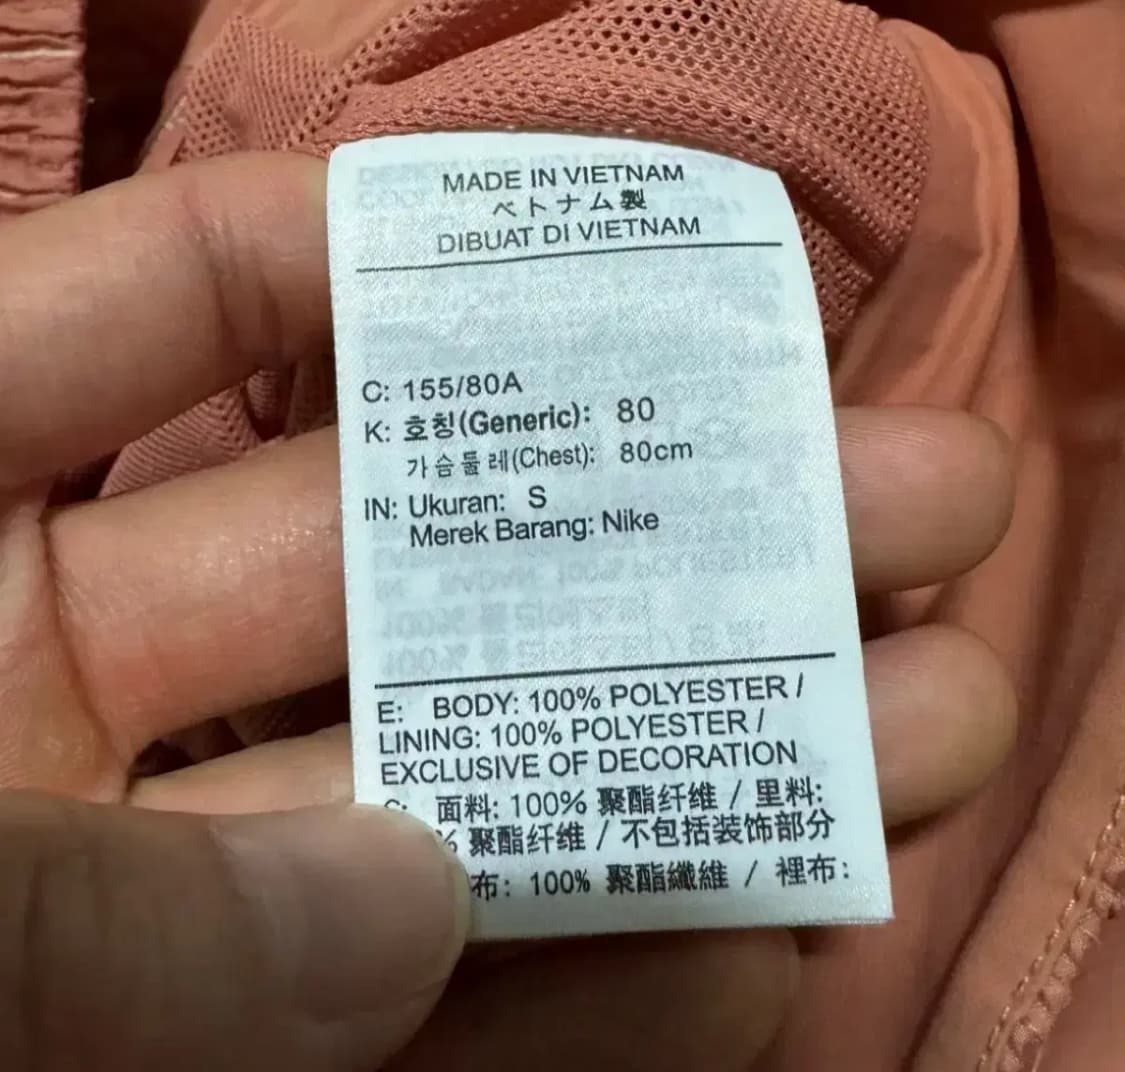 MADE IN VIETNAM
ベトナム製
DIBUAT DI VIETNAM
C: 155/80A
K: 호칭(Generic): 80
가슴둘레(Chest): 80cm
IN: Ukuran: S
Merek Barang: Nike
E: BODY: 100% POLYESTER /
LINING: 100% POLYESTER /
EXCLUSIVE OF DECORATION
面料: 100% 聚酯纤维 / 里料:
% 聚酯纤维 / 不包括装饰部分
布: 100% 聚酯纖維 / 裡布: